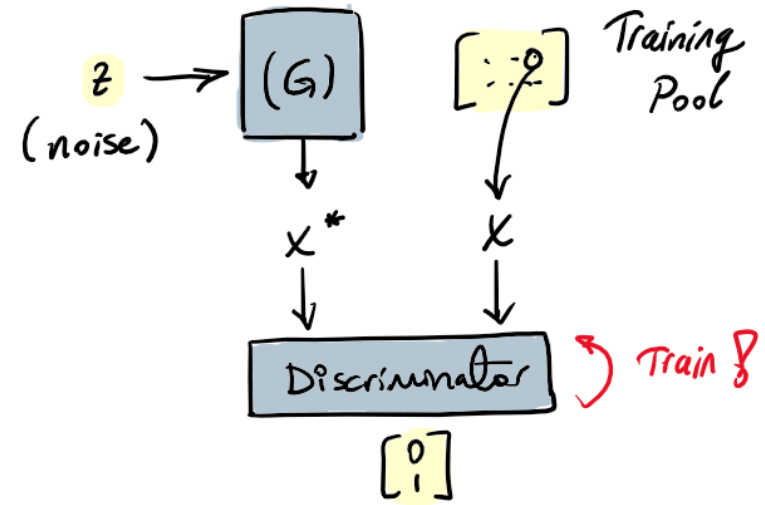 z
(noise)
(G)
Training
Pool
x*
x
Discriminator
Train!
0
1